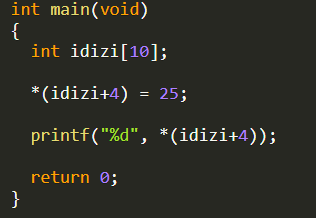 int main(void)
{
  int idizi[10];
  *(idizi+4) = 25;
  printf("%d", *(idizi+4));
  return 0;
}